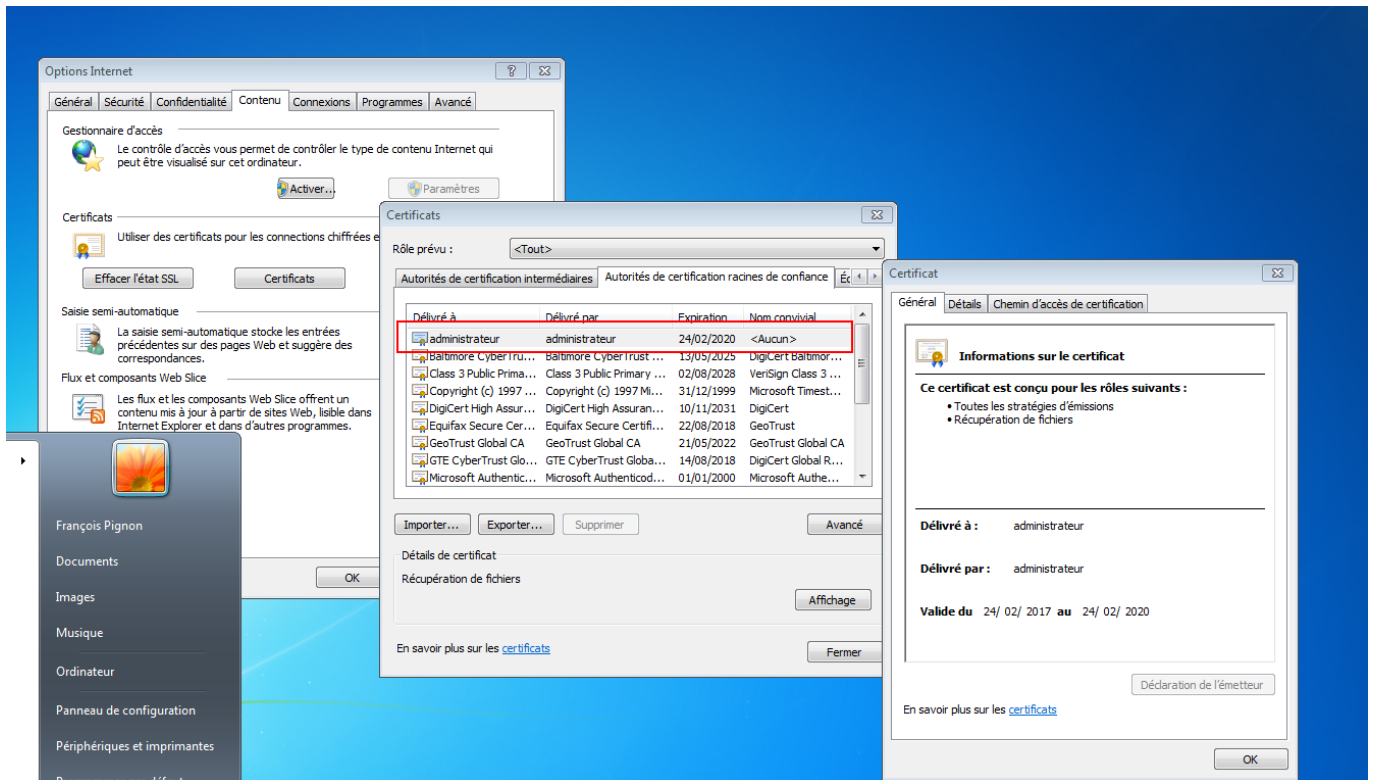 Options Internet
Général Sécurité Confidentialité Contenu Connexions Programmes Avancé
Gestionnaire d'accès
Le contrôle d'accès vous permet de contrôler le type de contenu Internet qui
peut être visualisé sur cet ordinateur.
Activer... Paramètres
Certificats
Utiliser des certificats pour les connections chiffrées e
Effacer l'état SSL Certificats
Saisie semi-automatique
La saisie semi-automatique stocke les entrées
précédentes sur des pages Web et suggère des
correspondances.
Flux et composants Web Slice
Les flux et les composants Web Slice offrent un
contenu mis à jour à partir de sites Web, lisible dans
Internet Explorer et dans d'autres programmes.
OK
François Pignon
Documents
Images
Musique
Ordinateur
Panneau de configuration
Périphériques et imprimantes
Certificats
Rôle prévu : <Tout>
Autorités de certification intermédiaires Autorités de certification racines de confiance Éc
Délivré à Délivré par Expiration Nom convivial
administrateur administrateur 24/02/2020 <Aucun>
Baltimore CyberTru... Baltimore CyberTrust ... 13/05/2025 DigiCert Baltimor...
Class 3 Public Prima... Class 3 Public Primary ... 02/08/2028 VeriSign Class 3 ...
Copyright (c) 1997 ... Copyright (c) 1997 Mi... 31/12/1999 Microsoft Timest...
DigiCert High Assur... DigiCert High Assuran... 10/11/2031 DigiCert
Equifax Secure Cer... Equifax Secure Certifi... 22/08/2018 GeoTrust
GeoTrust Global CA GeoTrust Global CA 21/05/2022 GeoTrust Global CA
GTE CyberTrust Glo... GTE CyberTrust Globa... 14/08/2018 DigiCert Global R...
Microsoft Authentic... Microsoft Authenticod... 01/01/2000 Microsoft Authe...
Importer... Exporter... Supprimer Avancé
Détails de certificat
Récupération de fichiers
Affichage
En savoir plus sur les certificats
Fermer
Certificat
Général Détails Chemin d'accès de certification
Informations sur le certificat
Ce certificat est conçu pour les rôles suivants :
• Toutes les stratégies d'émissions
• Récupération de fichiers
Délivré à : administrateur
Délivré par : administrateur
Valide du 24/ 02/ 2017 au 24/ 02/ 2020
Déclaration de l'émetteur
En savoir plus sur les certificats
OK